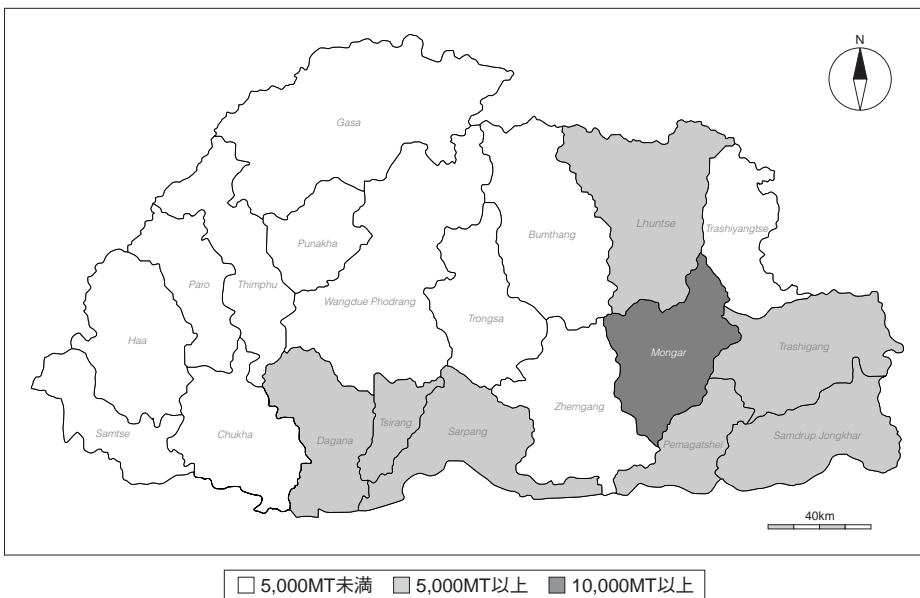 N
Gasa
Lhuntse
Trashiyangtse
Bumthang
Punakha
Paro
Thimphu
Wangdue Phodrang
Trongsa
Haa
Mongar
Trashigang
Zhemgang
Samtse
Chukha
Dagana
Tsirang
Sarpang
Pemagatshei
Samdrup Jongkhar
40km
5,000MT未満 5,000MT以上 10,000MT以上